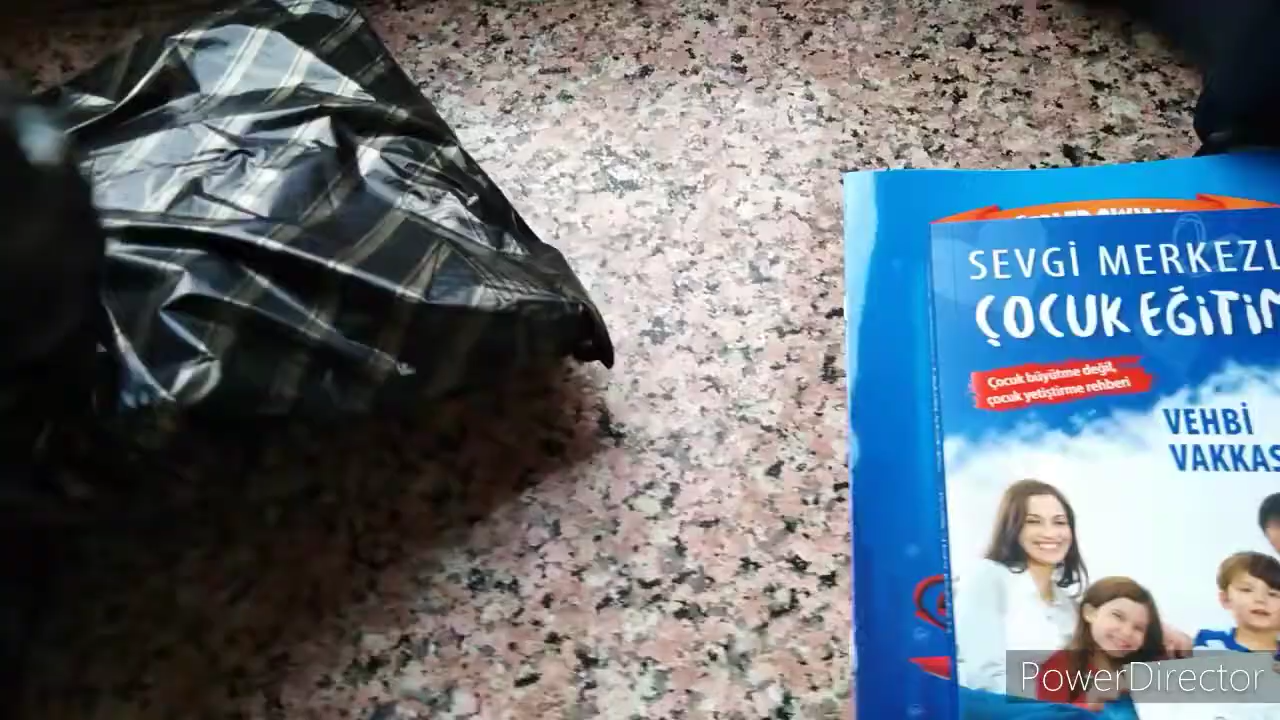 SEVGİ MERKEZL
ÇOCUK EĞİTİM
Çocuk büyütme değil,
çocuk yetiştirme rehberi
VEHBİ
VAKKAS
PowerDirector